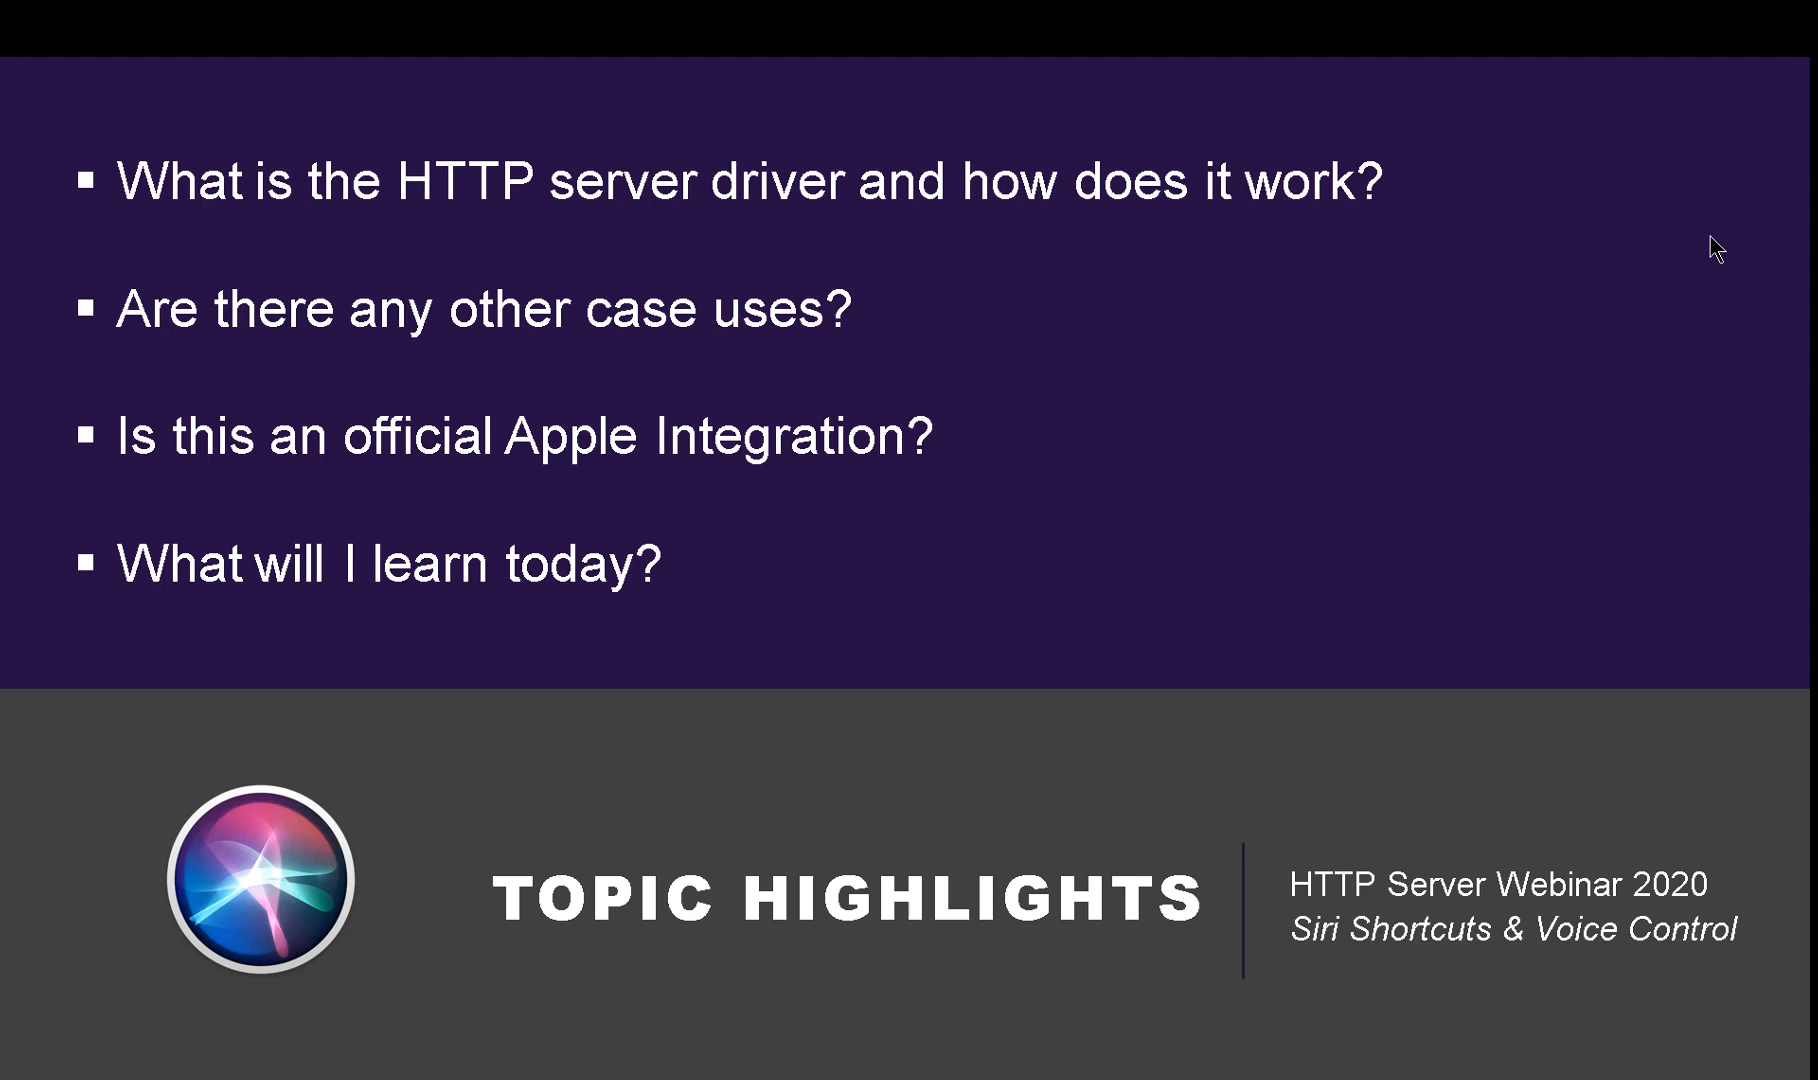 ▪ What is the HTTP server driver and how does it work?
▪ Are there any other case uses?
▪ Is this an official Apple Integration?
▪ What will I learn today?
TOPIC HIGHLIGHTS
HTTP Server Webinar 2020
Siri Shortcuts & Voice Control